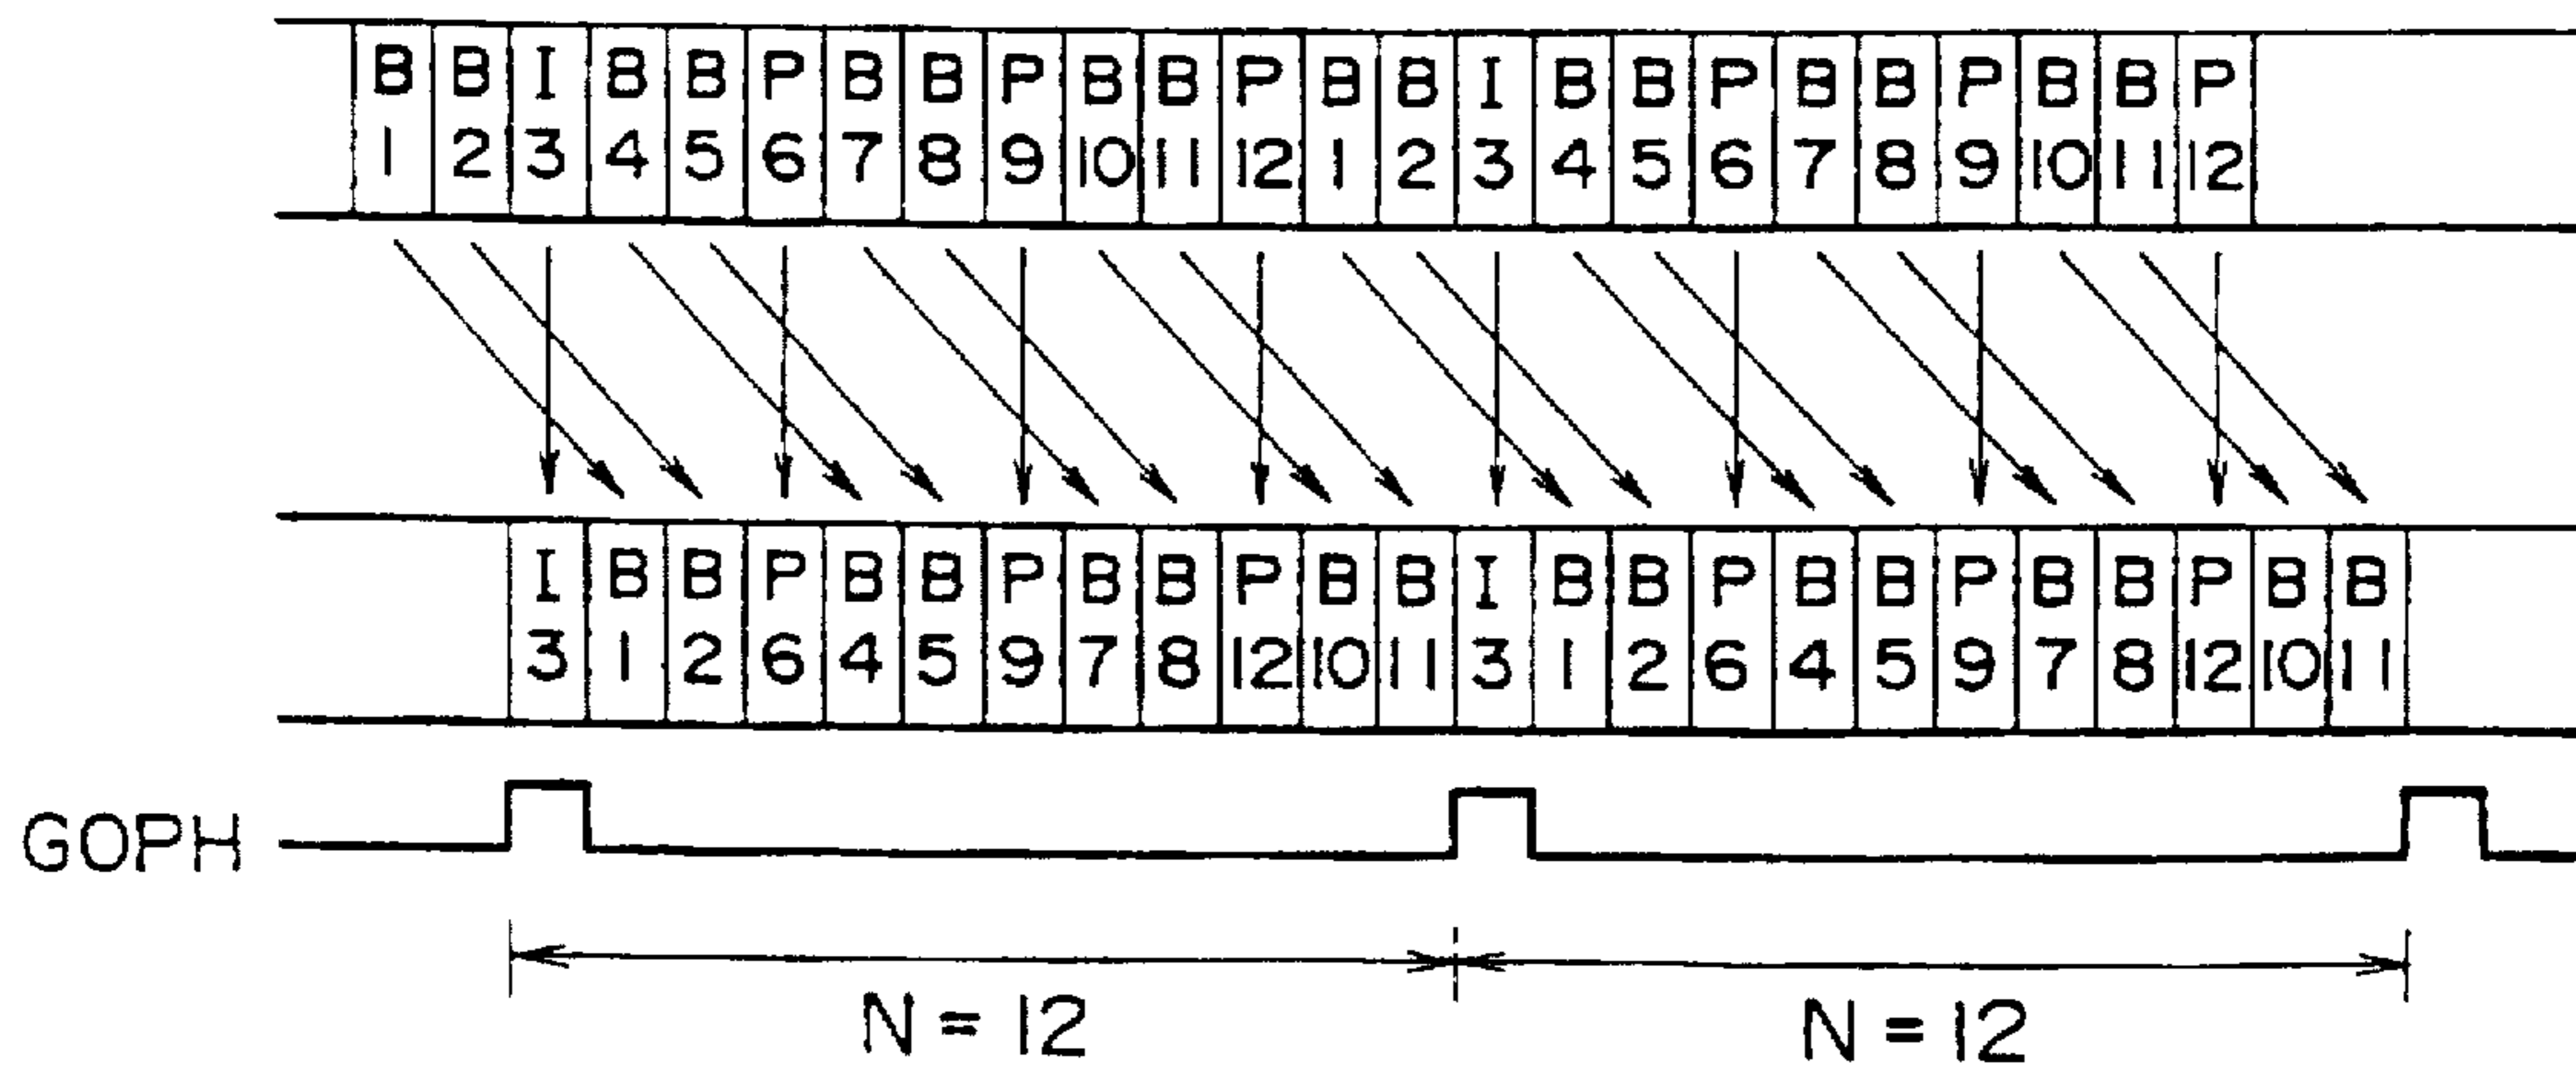 B B I B B P B B P B B P B B I B B P B B P B B P
1 2 3 4 5 6 7 8 9 10 11 12 1 2 3 4 5 6 7 8 9 10 11 12
I B B P B B P B B P B B I B B P B B P B B P B B
3 1 2 6 4 5 9 7 8 12 10 11 3 1 2 6 4 5 9 7 8 12 10 11
GOPH
N = 12 N = 12